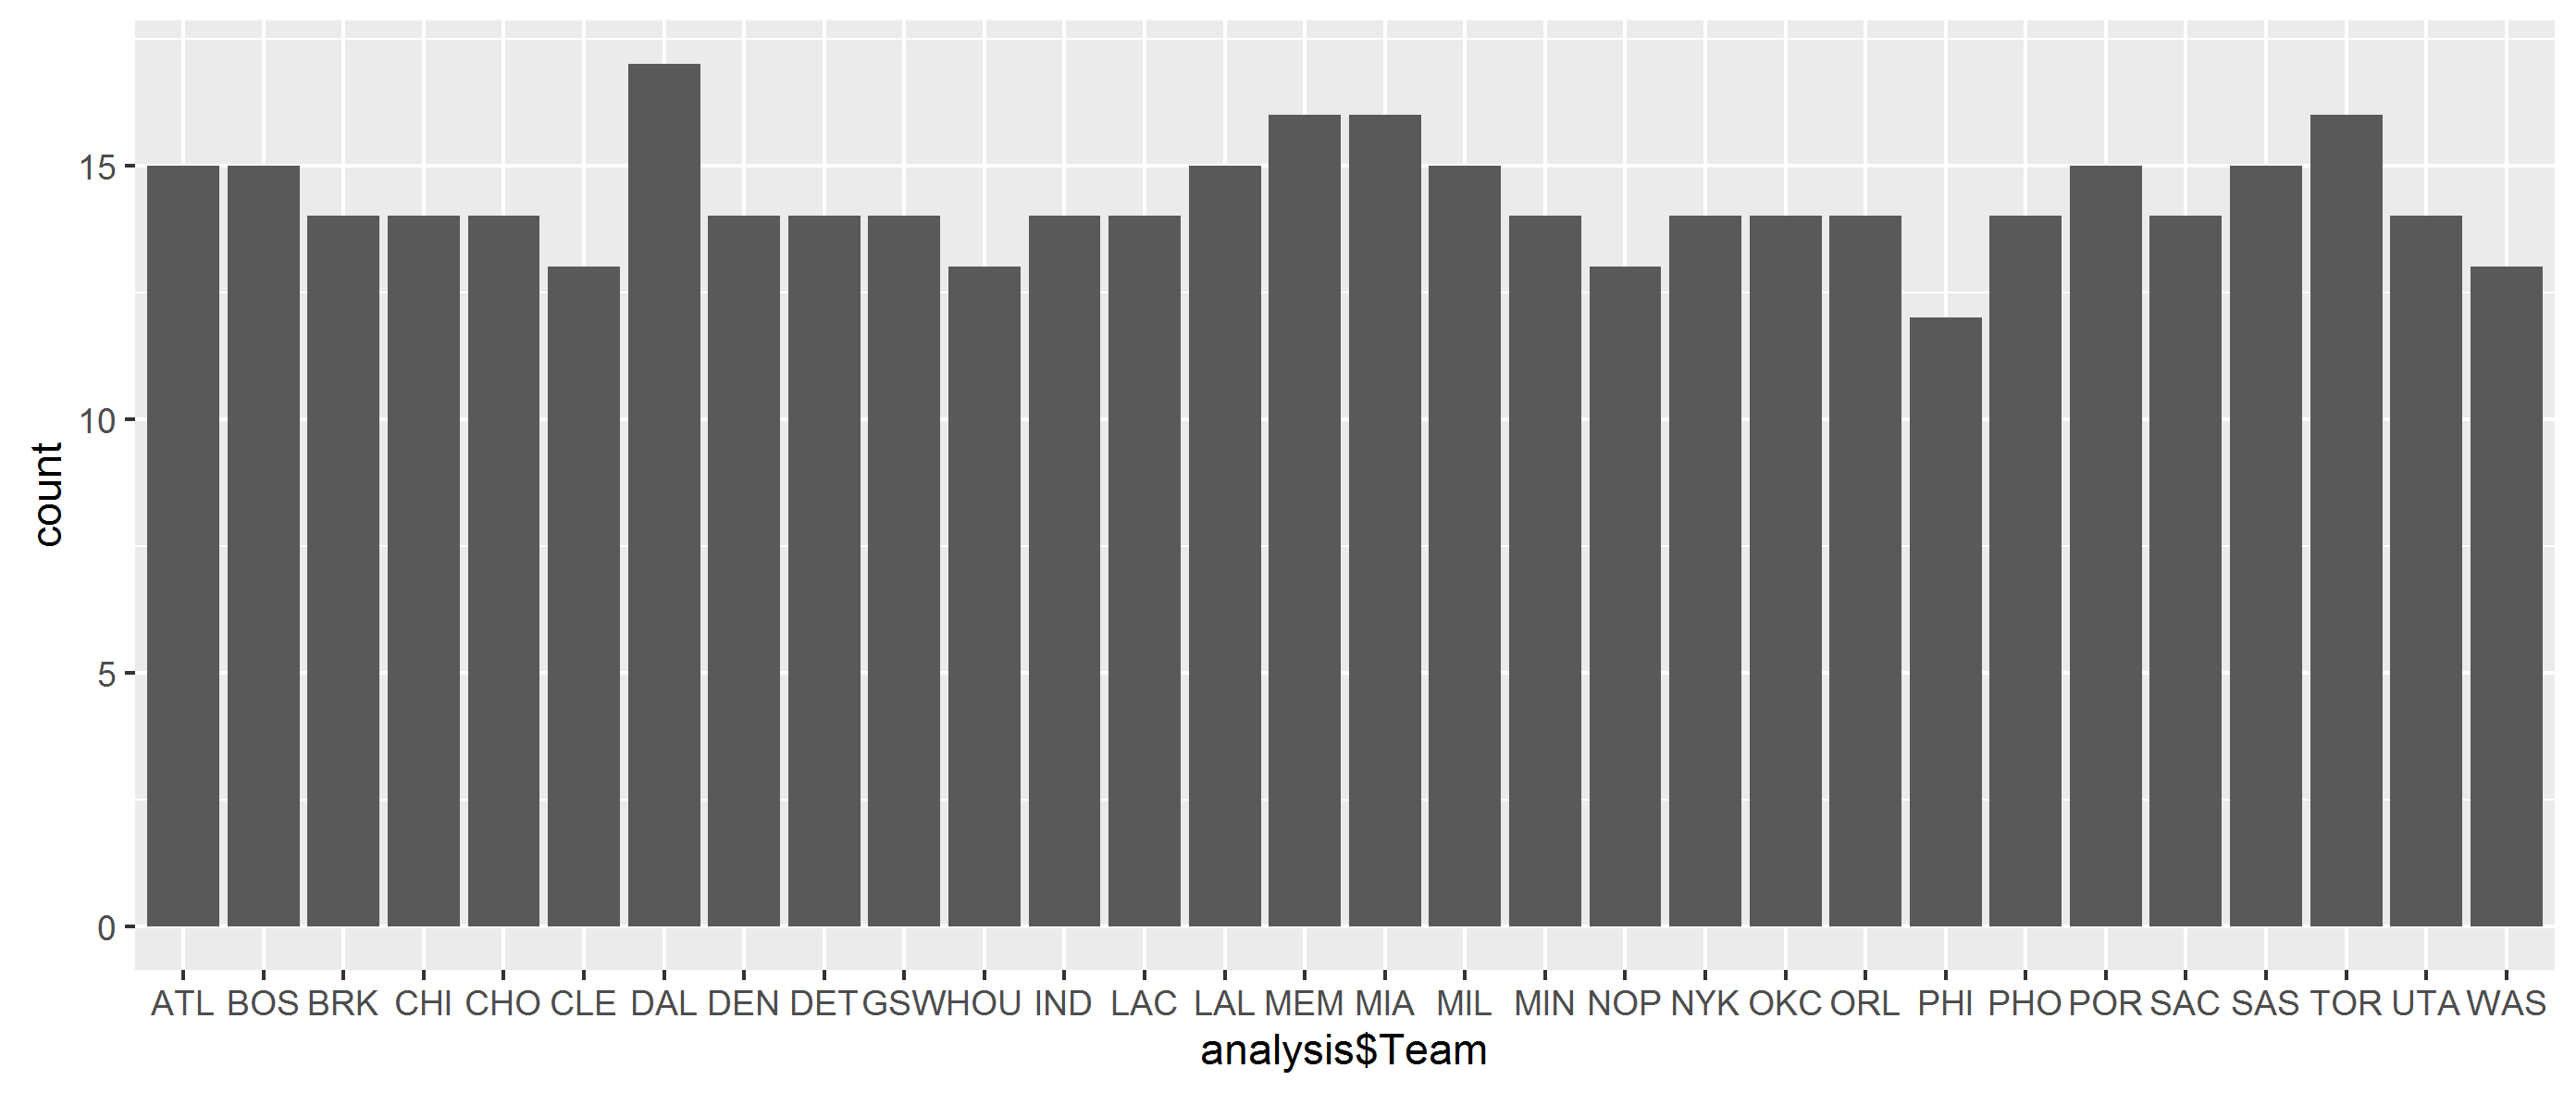 15
10
5
0
count
ATL BOS BRK CHI CHO CLE DAL DEN DET GSW HOU IND LAC LAL MEM MIA MIL MIN NOP NYK OKC ORL PHI PHO POR SAC SAS TOR UTA WAS
analysis$Team